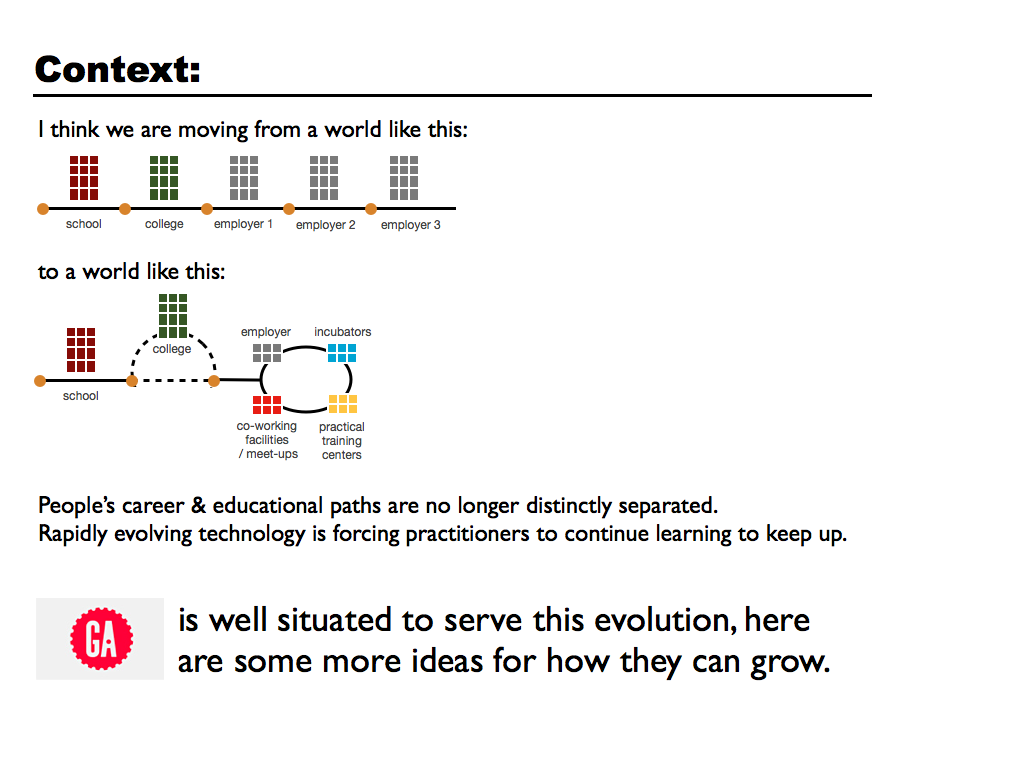 Context:
I think we are moving from a world like this:
school college employer 1 employer 2 employer 3
to a world like this:
employer incubators
college
school
co-working facilities / meet-ups
practical training centers
People’s career & educational paths are no longer distinctly separated.
Rapidly evolving technology is forcing practitioners to continue learning to keep up.
GA
is well situated to serve this evolution, here
are some more ideas for how they can grow.